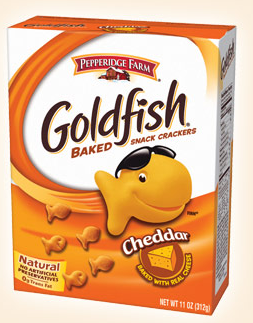 PEPPERIDGE FARM
Goldfish®
BAKED SNACK CRACKERS
Cheddar
BAKED WITH REAL CHEESE
Natural
NO ARTIFICIAL
PRESERVATIVES
0g Trans Fat
NET WT 11 OZ (312g)